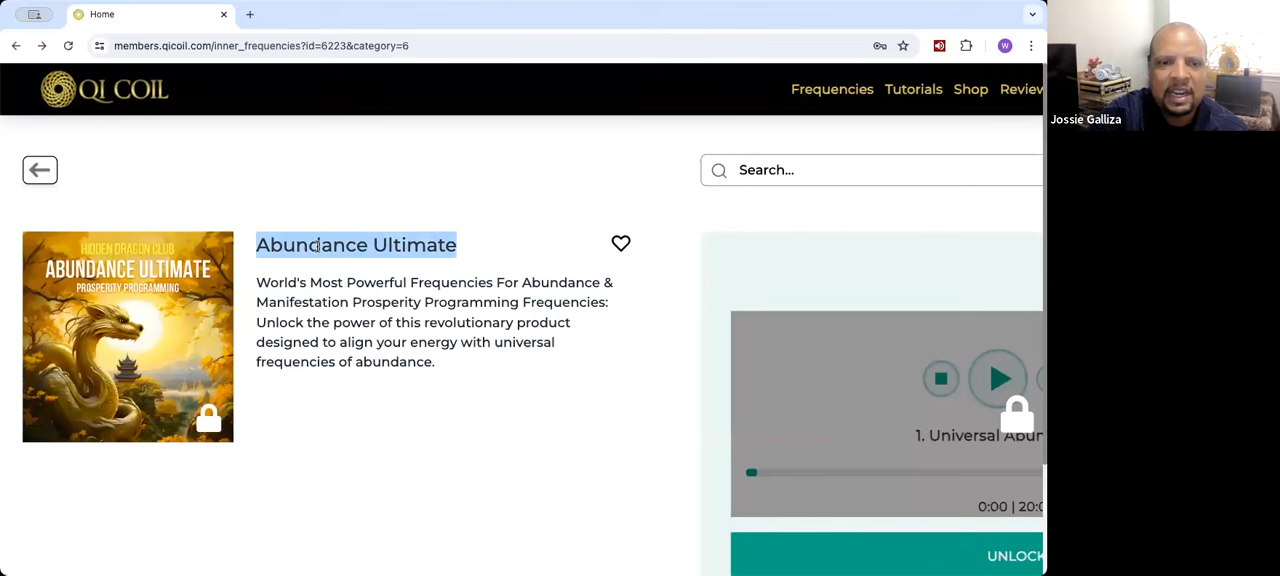 Home
members.qicoil.com/inner_frequencies?id=6223&category=6
W
QI COIL
Frequencies Tutorials Shop Review
Jossie Galliza
Search...
HIDDEN DRAGON CLUB
ABUNDANCE ULTIMATE
PROSPERITY PROGRAMMING
Abundance Ultimate
World's Most Powerful Frequencies For Abundance &
Manifestation Prosperity Programming Frequencies:
Unlock the power of this revolutionary product
designed to align your energy with universal
frequencies of abundance.
1. Universal Abun
0:00 | 20:0
UNLOCK